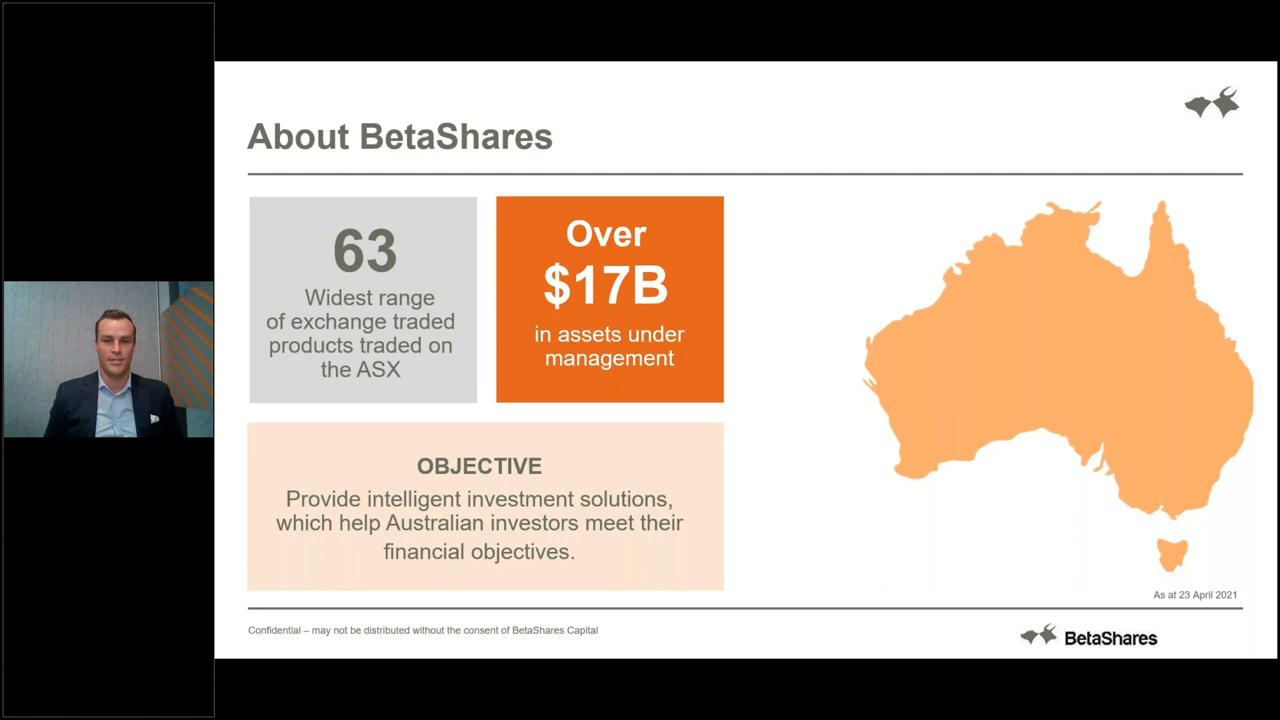 About BetaShares
63
Widest range
of exchange traded
products traded on
the ASX
Over
$17B
in assets under
management
OBJECTIVE
Provide intelligent investment solutions,
which help Australian investors meet their
financial objectives.
As at 23 April 2021
Confidential – may not be distributed without the consent of BetaShares Capital
BetaShares